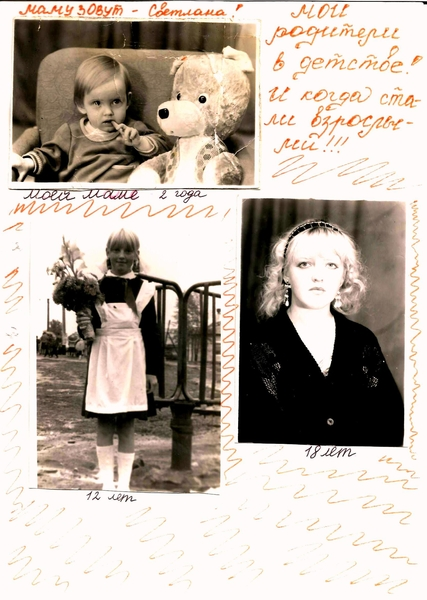 Маму зовут - Светлана!
МОИ
родители
в детстве!
И когда ста-
ли взрослы-
ми!!!
Моей маме 2 года
12 лет
18 лет